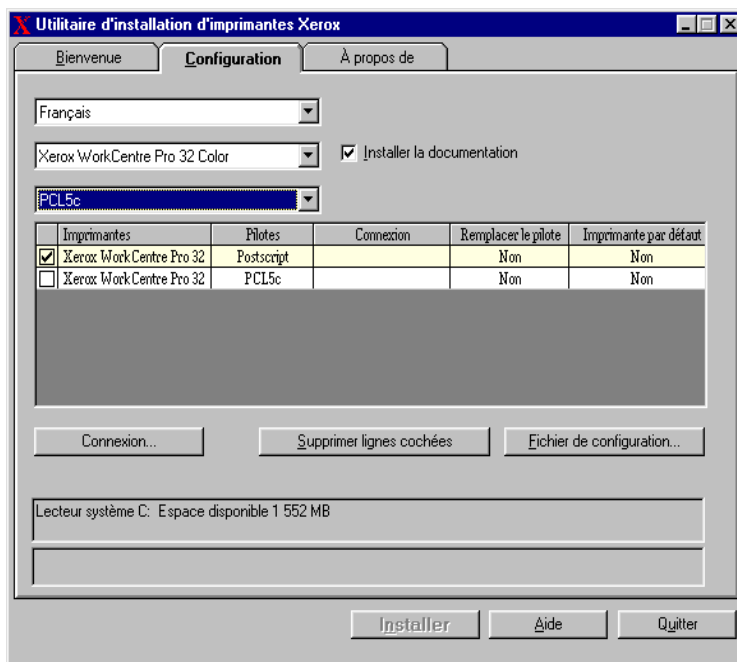 X Utilitaire d'installation d'imprimantes Xerox
Bienvenue Configuration À propos de
Français
Xerox WorkCentre Pro 32 Color Installer la documentation
PCL5c
Imprimantes Pilotes Connexion Remplacer le pilote Imprimante par défaut
Xerox WorkCentre Pro 32 Postscript Non Non
Xerox WorkCentre Pro 32 PCL5c Non Non
Connexion... Supprimer lignes cochées Fichier de configuration...
Lecteur système C: Espace disponible 1 552 MB
Installer Aide Quitter